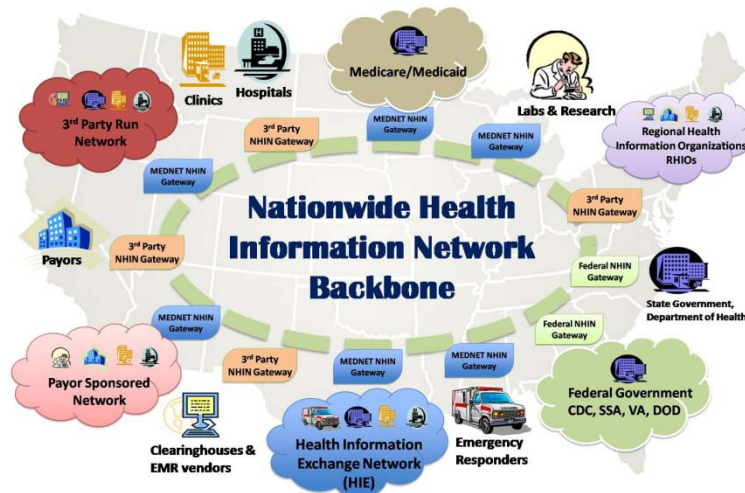 Clinics
Hospitals
Medicare/Medicaid
Labs & Research
3rd Party Run
Network
3rd Party
NHIN Gateway
MEDNET NHIN
Gateway
MEDNET NHIN
Gateway
Regional Health
Information Organizations
RHIOs
MEDNET NHIN
Gateway
3rd Party
NHIN Gateway
Nationwide Health
Information Network
Backbone
Payors
3rd Party
NHIN Gateway
Federal NHIN
Gateway
State Government,
Department of Health
MEDNET NHIN
Gateway
Federal NHIN
Gateway
3rd Party
NHIN Gateway
MEDNET NHIN
Gateway
MEDNET NHIN
Gateway
Payor Sponsored
Network
Federal Government
CDC, SSA, VA, DOD
Clearinghouses &
EMR vendors
Health Information
Exchange Network
(HIE)
Emergency
Responders